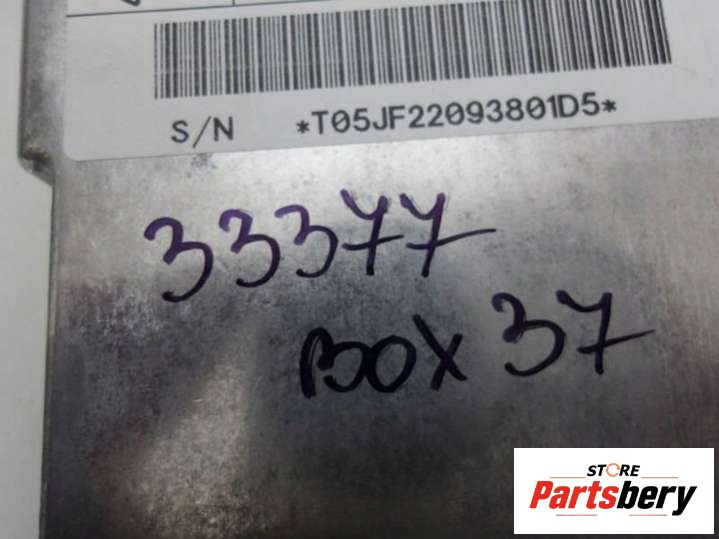 S/N *T05JF22093801D5*
33377
BOX 37
STORE
Partsbery